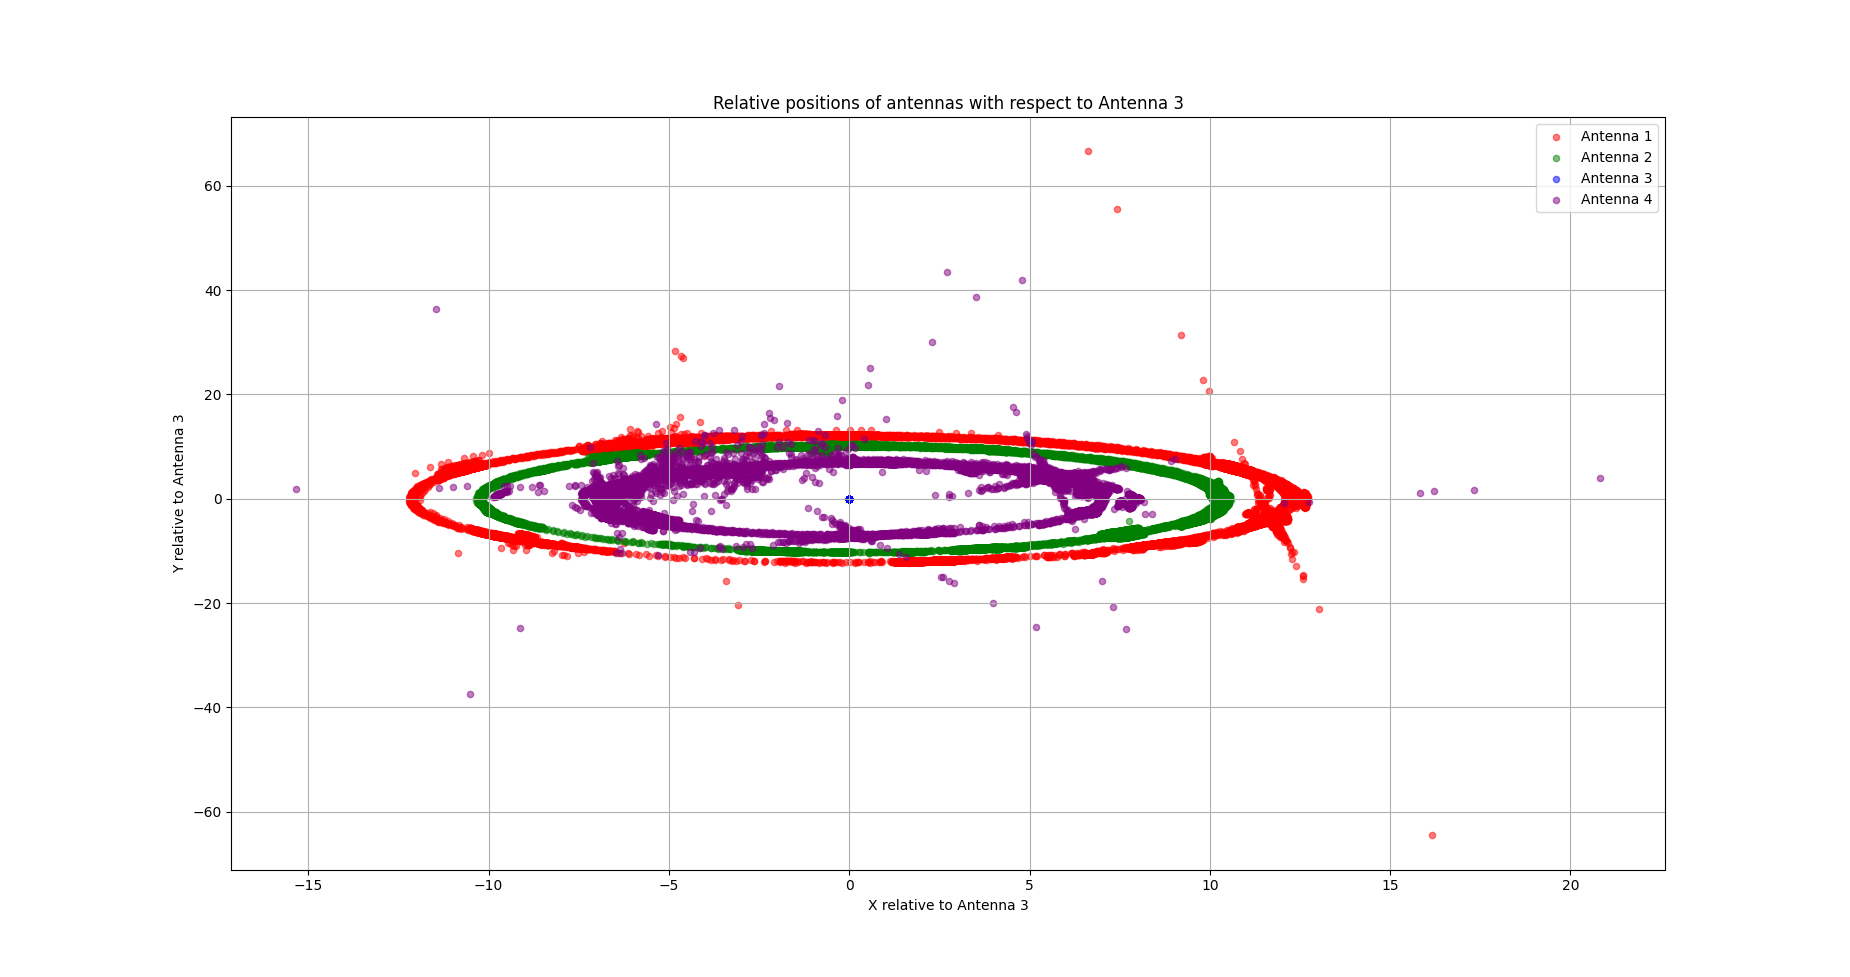 Relative positions of antennas with respect to Antenna 3
Antenna 1
Antenna 2
Antenna 3
Antenna 4
Y relative to Antenna 3
60
40
20
0
−20
−40
−60
−15
−10
−5
0
5
10
15
20
X relative to Antenna 3